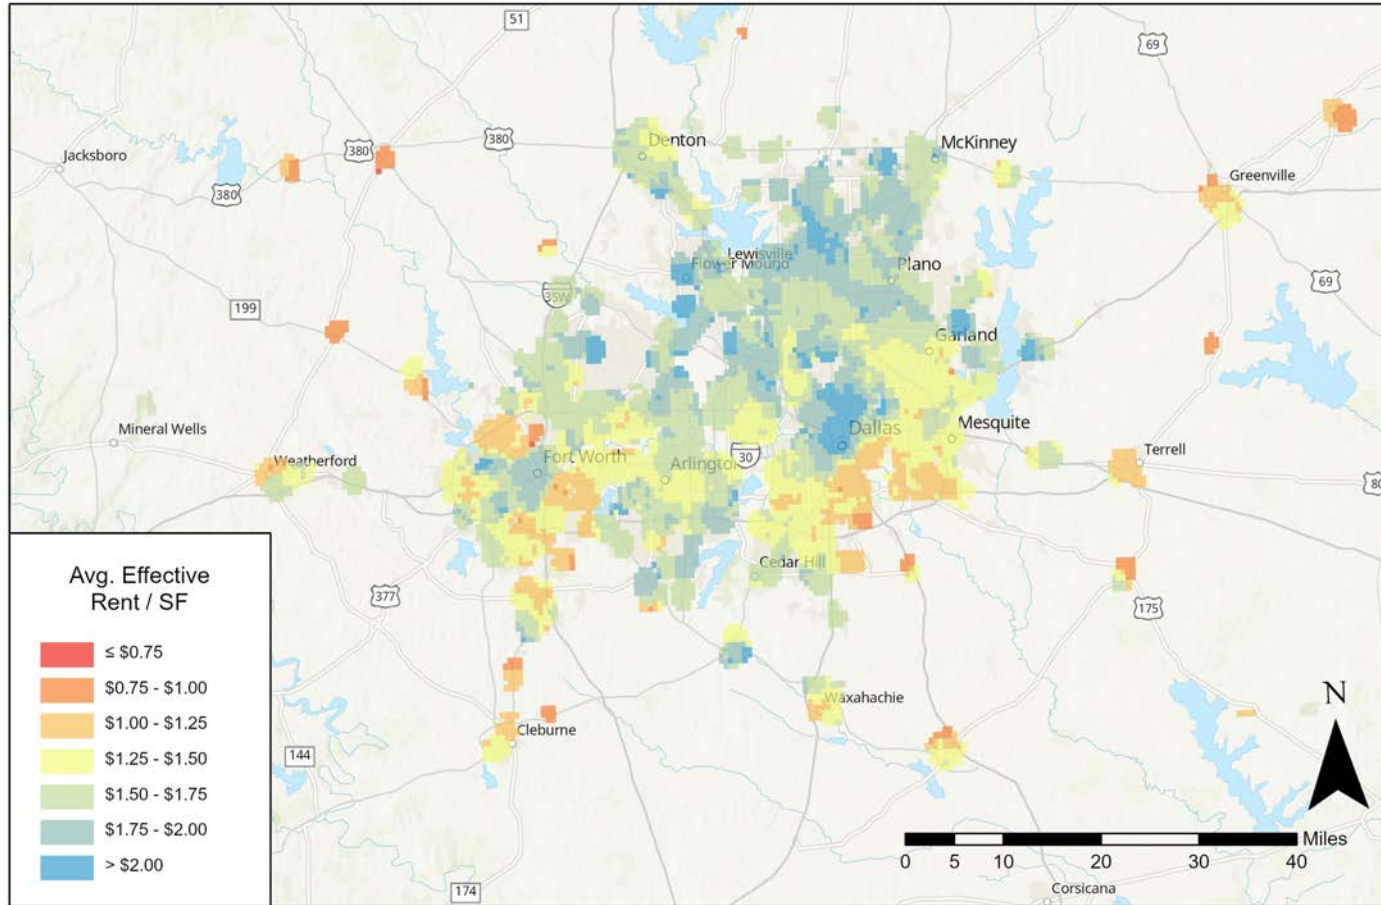 51
69
Denton
McKinney
380
380
Jacksboro
380
Greenville
Lewisville
Flower Mound
Plano
69
35W
199
Garland
Mineral Wells
Dallas
Mesquite
Weatherford
Fort Worth
Arlington
30
Terrell
80
Cedar Hill
377
175
Waxahachie
Cleburne
144
174
Corsicana
Avg. Effective
Rent / SF
≤ $0.75
$0.75 - $1.00
$1.00 - $1.25
$1.25 - $1.50
$1.50 - $1.75
$1.75 - $2.00
> $2.00
N
Miles
0 5 10 20 30 40